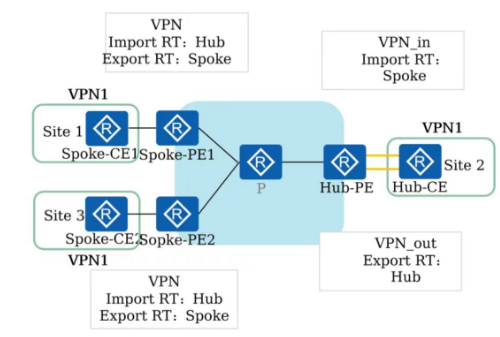 VPN
Import RT: Hub
Export RT: Spoke
VPN_in
Import RT:
Spoke
VPN1
VPN1
Site 1
Spoke-CE1
Spoke-PE1
R
R
R
P
R
Hub-PE
R
Hub-CE
Site 2
Site 3
R
R
Spoke-CE2
Sopke-PE2
VPN1
VPN_out
Export RT:
Hub
VPN
Import RT: Hub
Export RT: Spoke